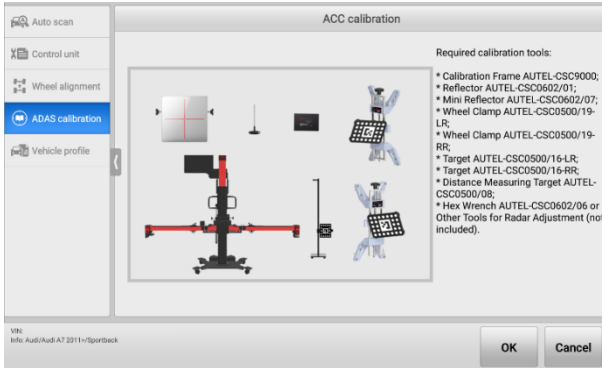 ACC calibration
Auto scan
Control unit
Wheel alignment
ADAS calibration
Vehicle profile
Required calibration tools:
* Calibration Frame AUTEL-CSC9000;
* Reflector AUTEL-CSC0602/01;
* Mini Reflector AUTEL-CSC0602/07;
* Wheel Clamp AUTEL-CSC0500/19-
LR;
* Wheel Clamp AUTEL-CSC0500/19-
RR;
* Target AUTEL-CSC0500/16-LR;
* Target AUTEL-CSC0500/16-RR;
* Distance Measuring Target AUTEL-
CSC0500/08;
* Hex Wrench AUTEL-CSC0602/06 or
Other Tools for Radar Adjustment (not
included).
VIN:
Info: Audi/Audi A7 2011>/Sportback
OK
Cancel